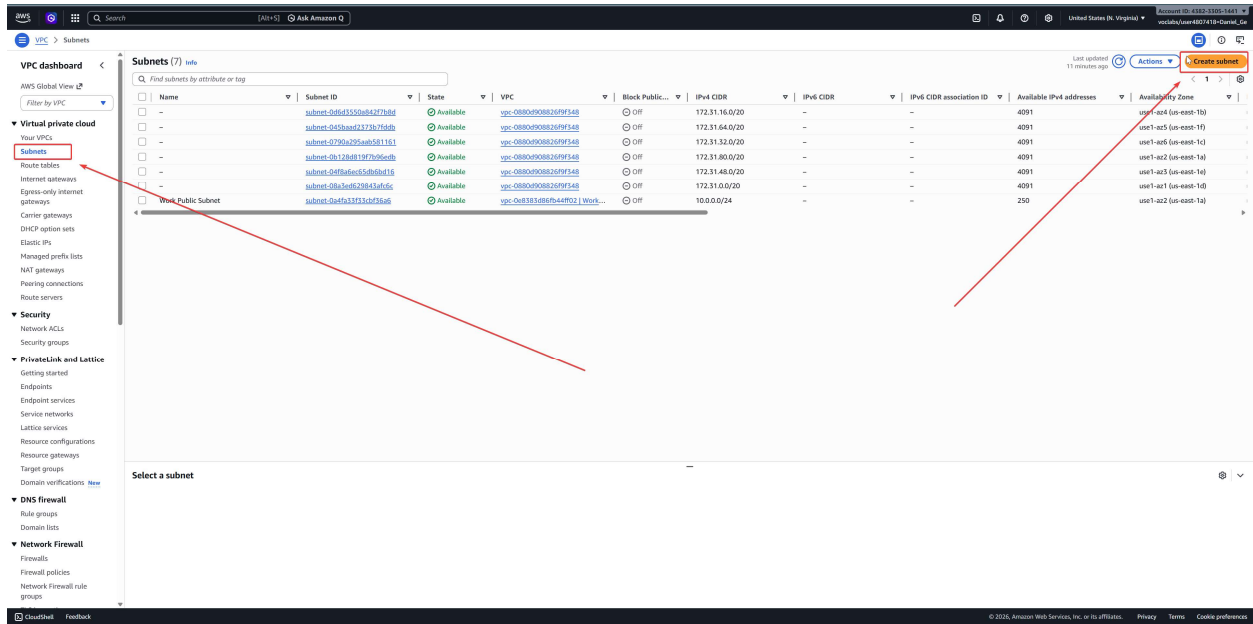 aws
Search
[Alt+S]
Ask Amazon Q
United States (N. Virginia) ▼
Account ID: 4382-3305-1441 ▼
voclabs/user4807418=Daniel_Ge
VPC > Subnets
VPC dashboard
AWS Global View
Filter by VPC
Virtual private cloud
Your VPCs
Subnets
Route tables
Internet gateways
Egress-only internet
gateways
Carrier gateways
DHCP option sets
Elastic IPs
Managed prefix lists
NAT gateways
Peering connections
Route servers
Security
Network ACLs
Security groups
PrivateLink and Lattice
Getting started
Endpoints
Endpoint services
Service networks
Lattice services
Resource configurations
Resource gateways
Target groups
Domain verifications New
DNS firewall
Rule groups
Domain lists
Network Firewall
Firewalls
Firewall policies
Network Firewall rule
groups
Subnets (7) Info
Last updated
11 minutes ago
Actions ▼
Create subnet
Find subnets by attribute or tag
< 1 >
Name | Subnet ID | State | VPC | Block Public... | IPv4 CIDR | IPv6 CIDR | IPv6 CIDR association ID | Available IPv4 addresses | Availability Zone
– subnet-0d6d3550a842f7b8d Available vpc-0880d908826f9f348 Off 172.31.16.0/20 – – 4091 use1-az4 (us-east-1b)
– subnet-045baad2373b7fddb Available vpc-0880d908826f9f348 Off 172.31.64.0/20 – – 4091 use1-az5 (us-east-1f)
– subnet-0790a295aab581161 Available vpc-0880d908826f9f348 Off 172.31.32.0/20 – – 4091 use1-az6 (us-east-1c)
– subnet-0b128d819f7b96edb Available vpc-0880d908826f9f348 Off 172.31.80.0/20 – – 4091 use1-az2 (us-east-1a)
– subnet-04f8a6ec65db6bd16 Available vpc-0880d908826f9f348 Off 172.31.48.0/20 – – 4091 use1-az3 (us-east-1e)
– subnet-08a3ed629843afc6c Available vpc-0880d908826f9f348 Off 172.31.0.0/20 – – 4091 use1-az1 (us-east-1d)
Work Public Subnet subnet-0a4fa33f33cbf36a6 Available vpc-0e8383d86fb44ff02 | Work... Off 10.0.0.0/24 – – 250 use1-az2 (us-east-1a)
Select a subnet
CloudShell Feedback
© 2026, Amazon Web Services, Inc. or its affiliates. Privacy Terms Cookie preferences